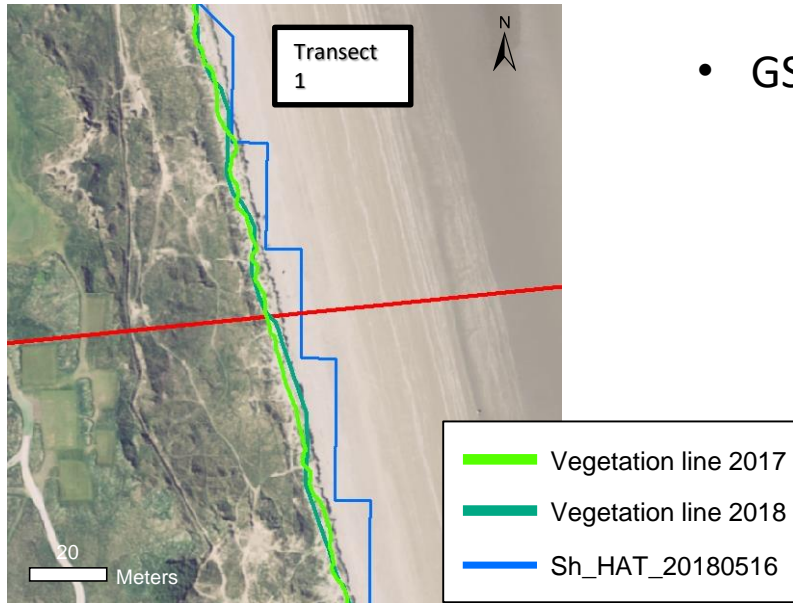 Transect
1
N
• GS
20
Meters
Vegetation line 2017
Vegetation line 2018
Sh_HAT_20180516